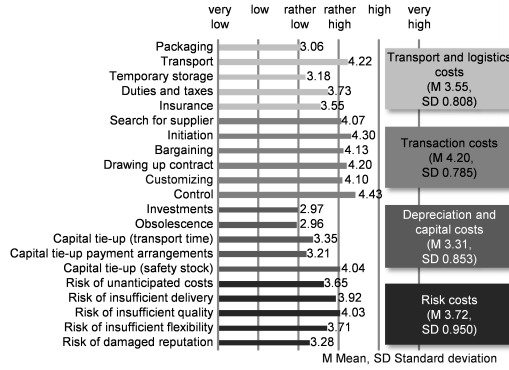 very low
low
rather low
rather high
high
very high
Packaging 3.06
Transport 4.22
Temporary storage 3.18
Duties and taxes 3.73
Insurance 3.55
Transport and logistics costs (M 3.55, SD 0.808)
Search for supplier 4.07
Initiation 4.30
Bargaining 4.13
Drawing up contract 4.20
Customizing 4.10
Control 4.43
Transaction costs (M 4.20, SD 0.785)
Investments 2.97
Obsolescence 2.96
Capital tie-up (transport time) 3.35
Capital tie-up payment arrangements 3.21
Capital tie-up (safety stock) 4.04
Depreciation and capital costs (M 3.31, SD 0.853)
Risk of unanticipated costs 3.65
Risk of insufficient delivery 3.92
Risk of insufficient quality 4.03
Risk of insufficient flexibility 3.71
Risk of damaged reputation 3.28
Risk costs (M 3.72, SD 0.950)
M Mean, SD Standard deviation